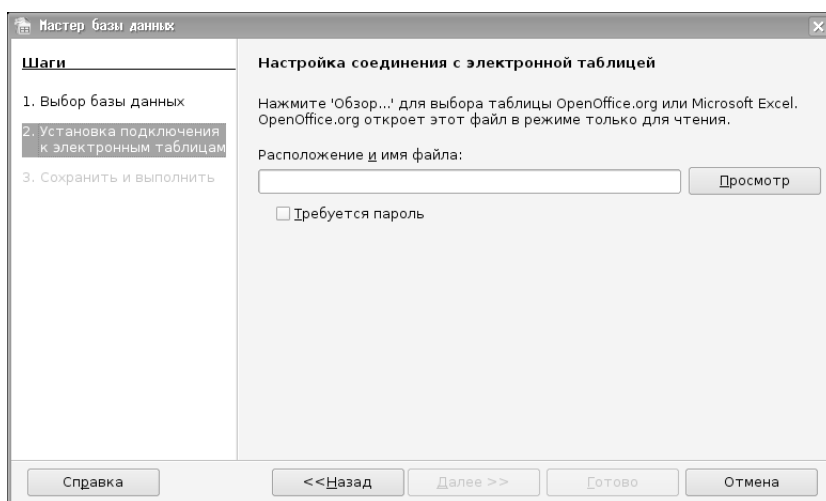 Мастер базы данных
Шаги
1. Выбор базы данных
2. Установка подключения
к электронным таблицам
3. Сохранить и выполнить
Настройка соединения с электронной таблицей
Нажмите 'Обзор...' для выбора таблицы OpenOffice.org или Microsoft Excel.
OpenOffice.org откроет этот файл в режиме только для чтения.
Расположение и имя файла:
Просмотр
Требуется пароль
Справка
<<Назад
Далее >>
Готово
Отмена